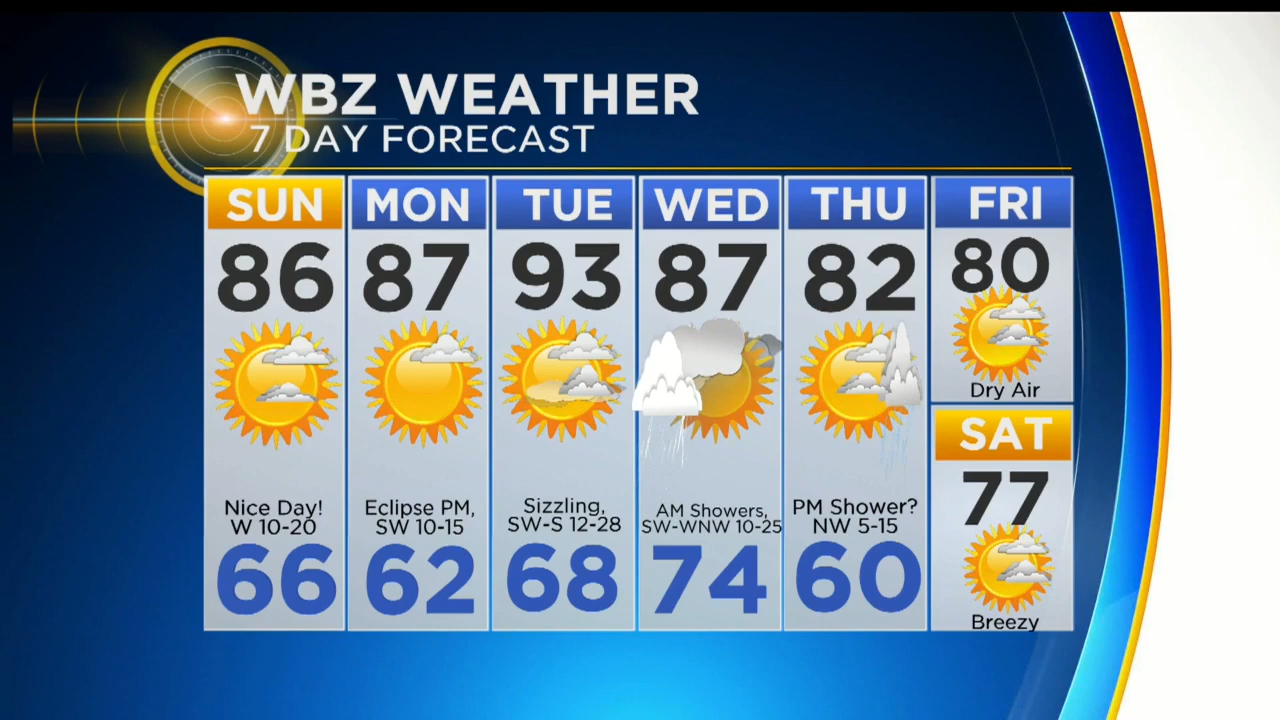 WBZ WEATHER
7 DAY FORECAST
SUN
86
Nice Day!
W 10-20
66
MON
87
Eclipse PM,
SW 10-15
62
TUE
93
Sizzling,
SW-S 12-28
68
WED
87
AM Showers,
SW-WNW 10-25
74
THU
82
PM Shower?
NW 5-15
60
FRI
80
Dry Air
SAT
77
Breezy